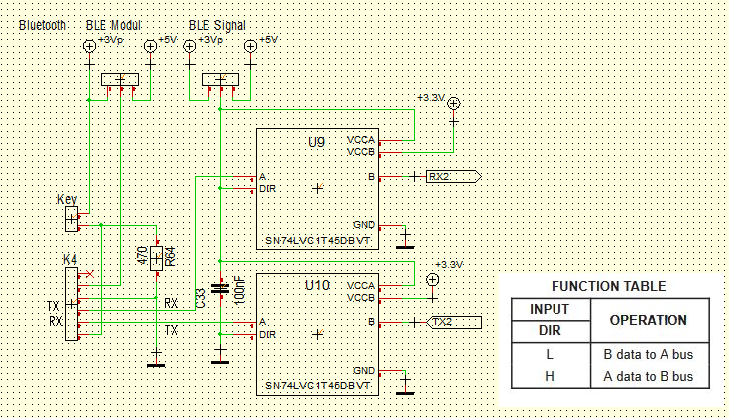 Bluetooth BLE Modul BLE Signal
+3Vp +5V +3Vp +5V
+3.3V
U9
VCCA
VCCB
A
B
RX2
DIR
GND
SN74LVC1T45DBVT
Key
K4
470
R64
TX
RX
RX
TX
C33
100nF
+3.3V
U10
VCCA
VCCB
A
B
TX2
DIR
GND
SN74LVC1T45DBVT
FUNCTION TABLE
INPUT
OPERATION
DIR
L B data to A bus
H A data to B bus